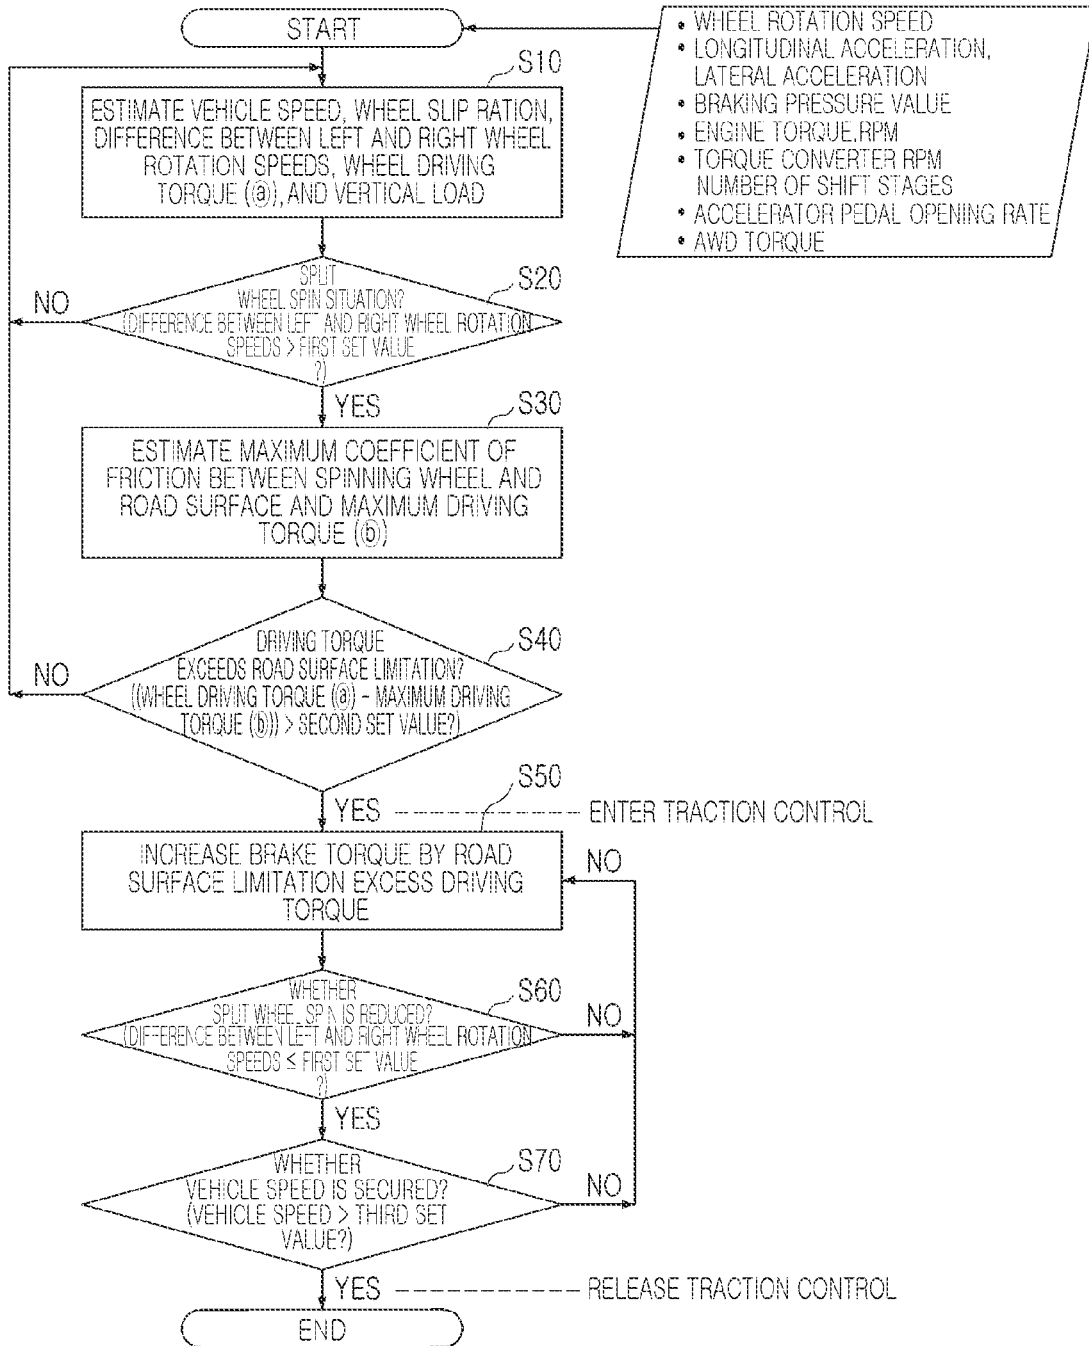 START
• WHEEL ROTATION SPEED
• LONGITUDINAL ACCELERATION,
LATERAL ACCELERATION
• BRAKING PRESSURE VALUE
• ENGINE TORQUE,RPM
• TORQUE CONVERTER RPM
NUMBER OF SHIFT STAGES
• ACCELERATOR PEDAL OPENING RATE
• AWD TORQUE
S10
ESTIMATE VEHICLE SPEED, WHEEL SLIP RATION,
DIFFERENCE BETWEEN LEFT AND RIGHT WHEEL
ROTATION SPEEDS, WHEEL DRIVING
TORQUE (ⓐ), AND VERTICAL LOAD
S20
SPLIT
WHEEL SPIN SITUATION?
(DIFFERENCE BETWEEN LEFT AND RIGHT WHEEL ROTATION
SPEEDS > FIRST SET VALUE
?)
NO
YES
S30
ESTIMATE MAXIMUM COEFFICIENT OF
FRICTION BETWEEN SPINNING WHEEL AND
ROAD SURFACE AND MAXIMUM DRIVING
TORQUE (ⓑ)
S40
DRIVING TORQUE
EXCEEDS ROAD SURFACE LIMITATION?
((WHEEL DRIVING TORQUE (ⓐ) - MAXIMUM DRIVING
TORQUE (ⓑ)) > SECOND SET VALUE?)
NO
YES
ENTER TRACTION CONTROL
S50
INCREASE BRAKE TORQUE BY ROAD
SURFACE LIMITATION EXCESS DRIVING
TORQUE
NO
S60
WHETHER
SPLIT WHEEL SPIN IS REDUCED?
(DIFFERENCE BETWEEN LEFT AND RIGHT WHEEL ROTATION
SPEEDS ≤ FIRST SET VALUE
?)
NO
YES
S70
WHETHER
VEHICLE SPEED IS SECURED?
(VEHICLE SPEED > THIRD SET
VALUE?)
NO
YES
RELEASE TRACTION CONTROL
END